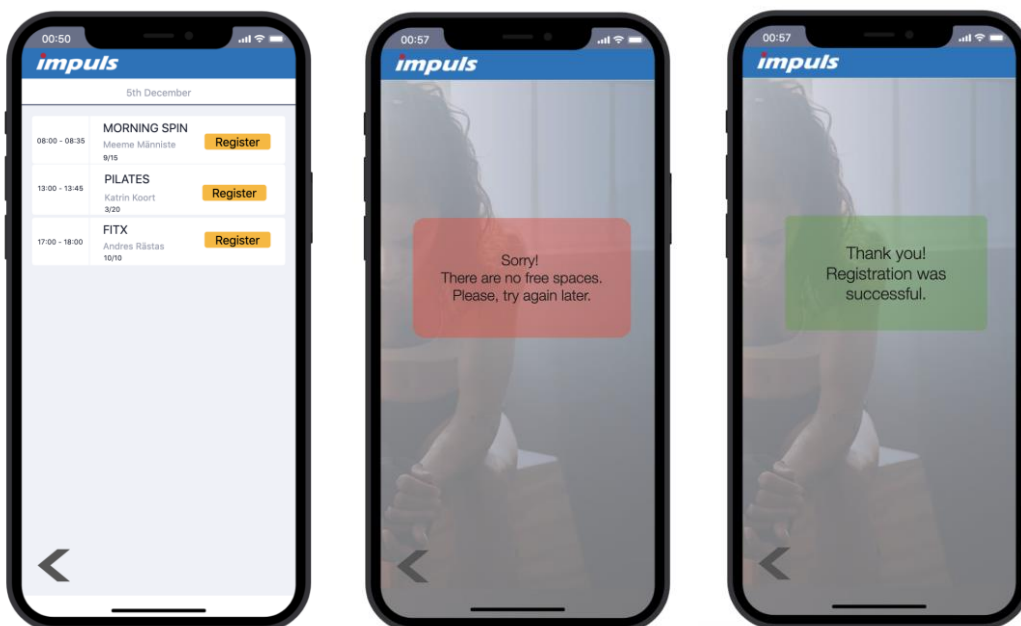 00:50
impuls
5th December
08:00 - 08:35
MORNING SPIN
Meeme Männiste
9/15
Register
13:00 - 13:45
PILATES
Katrin Koort
3/20
Register
17:00 - 18:00
FITX
Andres Rästas
10/10
Register
00:57
impuls
Sorry!
There are no free spaces.
Please, try again later.
00:57
impuls
Thank you!
Registration was
successful.